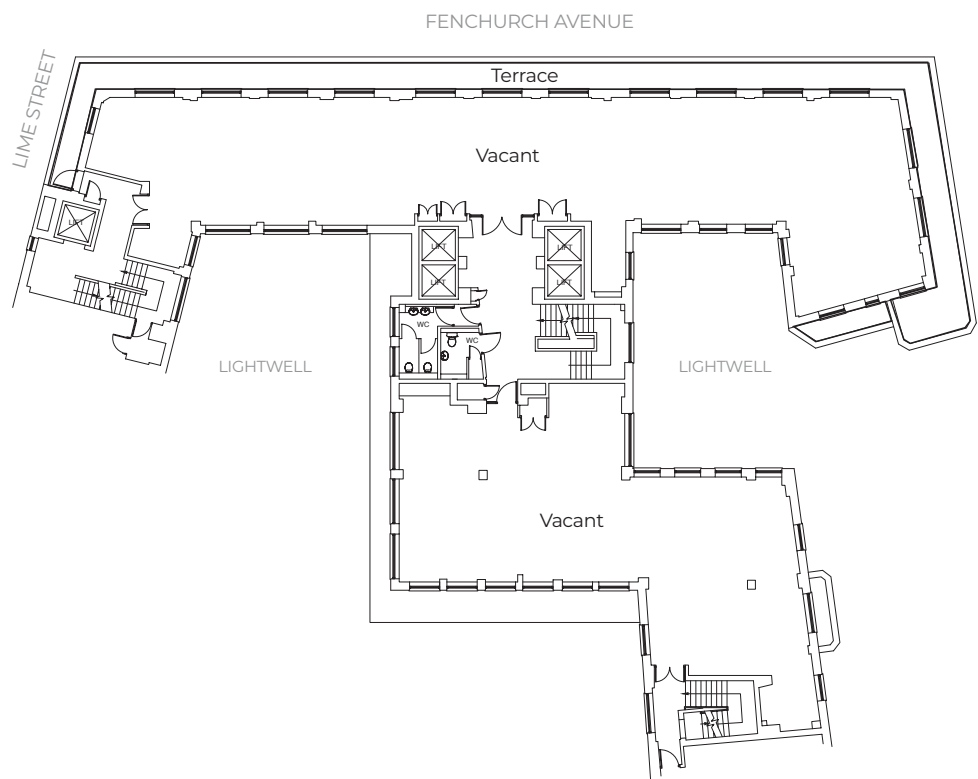 FENCHURCH AVENUE
LIME STREET
Terrace
Vacant
LIFT
LIFT
LIFT
LIFT
LIFT
WC
WC
LIGHTWELL
LIGHTWELL
Vacant